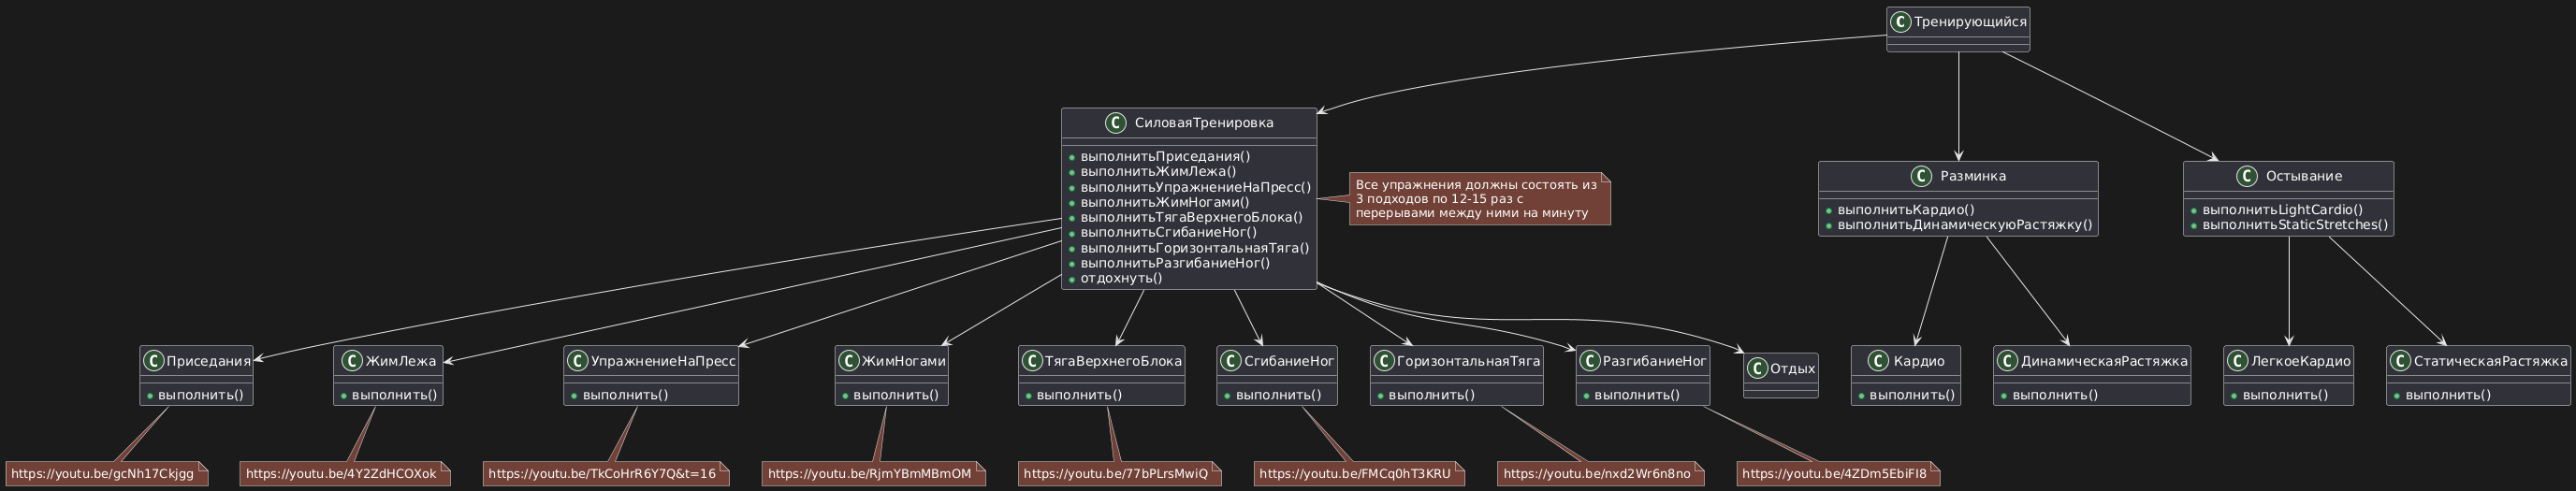 C Тренирующийся
C СиловаяТренировка
выполнитьПриседания()
выполнитьЖимЛежа()
выполнитьУпражнениеНаПресс()
выполнитьЖимНогами()
выполнитьТягаВерхнегоБлока()
выполнитьСгибаниеНог()
выполнитьГоризонтальнаяТяга()
выполнитьРазгибаниеНог()
отдохнуть()
Все упражнения должны состоять из
3 подходов по 12-15 раз с
перерывами между ними на минуту
C Разминка
выполнитьКардио()
выполнитьДинамическуюРастяжку()
C Остывание
выполнитьLightCardio()
выполнитьStaticStretches()
C Приседания
выполнить()
C ЖимЛежа
выполнить()
C УпражнениеНаПресс
выполнить()
C ЖимНогами
выполнить()
C ТягаВерхнегоБлока
выполнить()
C СгибаниеНог
выполнить()
C ГоризонтальнаяТяга
выполнить()
C РазгибаниеНог
выполнить()
C Отдых
C Кардио
выполнить()
C ДинамическаяРастяжка
выполнить()
C ЛегкоеКардио
выполнить()
C СтатическаяРастяжка
выполнить()
https://youtu.be/gcNh17Ckjgg
https://youtu.be/4Y2ZdHCOXok
https://youtu.be/TkCoHrR6Y7Q&t=16
https://youtu.be/RjmYBmMBmOM
https://youtu.be/77bPLrsMwiQ
https://youtu.be/FMCq0hT3KRU
https://youtu.be/nxd2Wr6n8no
https://youtu.be/4ZDm5EbiFI8